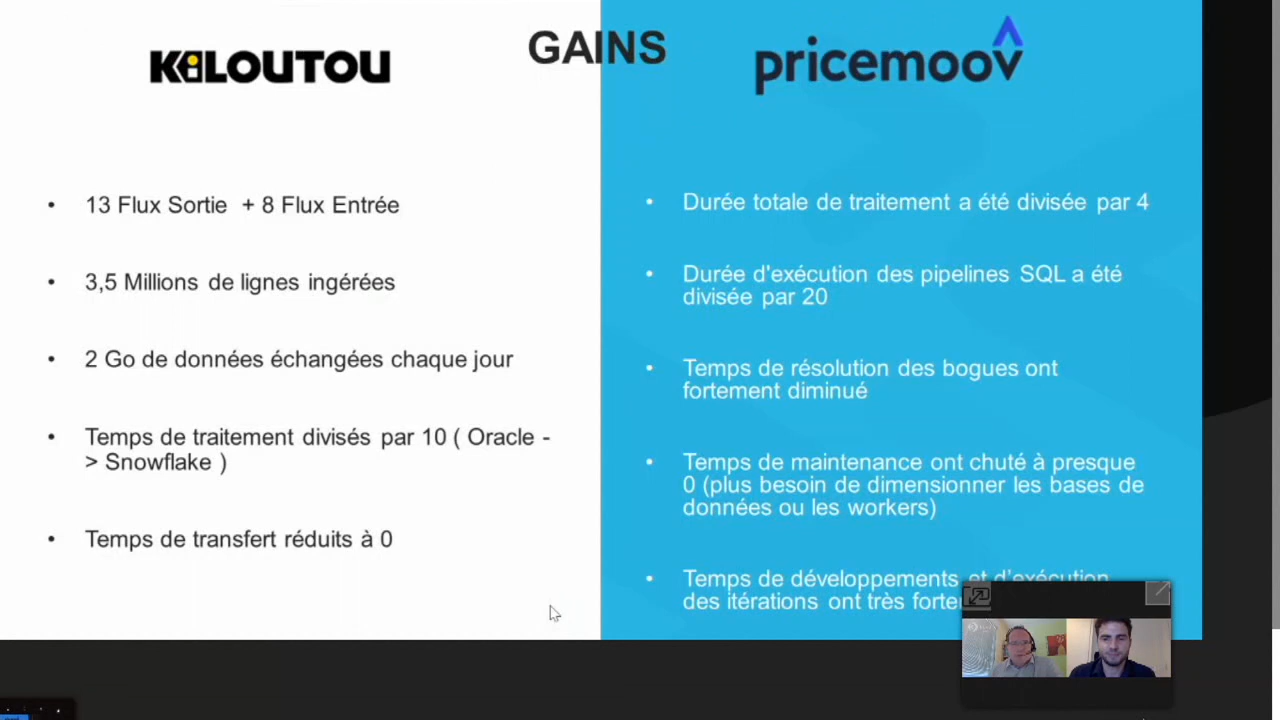 GAINS
KiLOUTOU
pricemoov
13 Flux Sortie + 8 Flux Entrée
3,5 Millions de lignes ingérées
2 Go de données échangées chaque jour
Temps de traitement divisés par 10 ( Oracle -
> Snowflake )
Temps de transfert réduits à 0
Durée totale de traitement a été divisée par 4
Durée d'exécution des pipelines SQL a été
divisée par 20
Temps de résolution des bogues ont
fortement diminué
Temps de maintenance ont chuté à presque
0 (plus besoin de dimensionner les bases de
données ou les workers)
Temps de développements et d'exécution
des itérations ont très